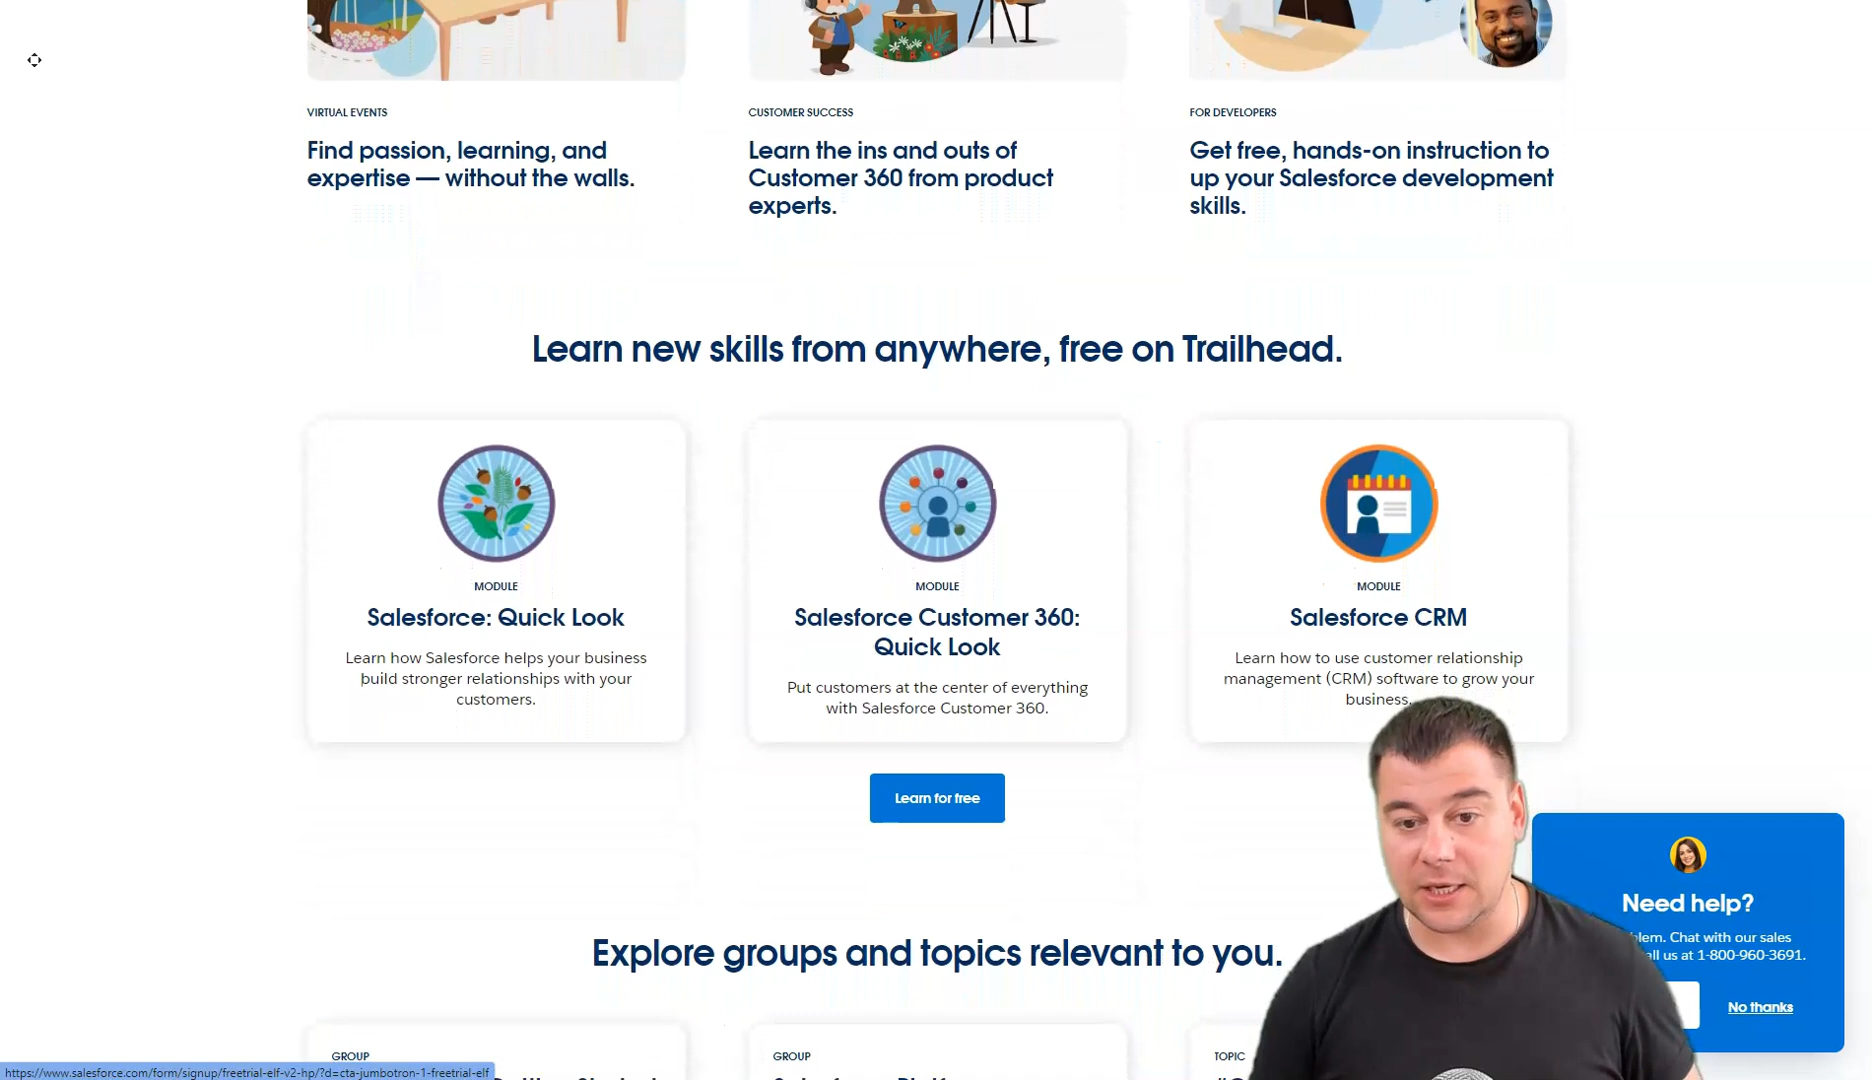 VIRTUAL EVENTS
Find passion, learning, and
expertise — without the walls.
CUSTOMER SUCCESS
Learn the ins and outs of
Customer 360 from product
experts.
FOR DEVELOPERS
Get free, hands-on instruction to
up your Salesforce development
skills.
Learn new skills from anywhere, free on Trailhead.
MODULE
Salesforce: Quick Look
Learn how Salesforce helps your business
build stronger relationships with your
customers.
MODULE
Salesforce Customer 360:
Quick Look
Put customers at the center of everything
with Salesforce Customer 360.
MODULE
Salesforce CRM
Learn how to use customer relationship
management (CRM) software to grow your
business.
Learn for free
Explore groups and topics relevant to you.
Need help?
Chat with our sales
us at 1-800-960-3691.
No thanks
GROUP
GROUP
TOPIC
https://www.salesforce.com/form/signup/freetrial-elf-v2-hp/?d=cta-jumbotron-1-freetrial-elf